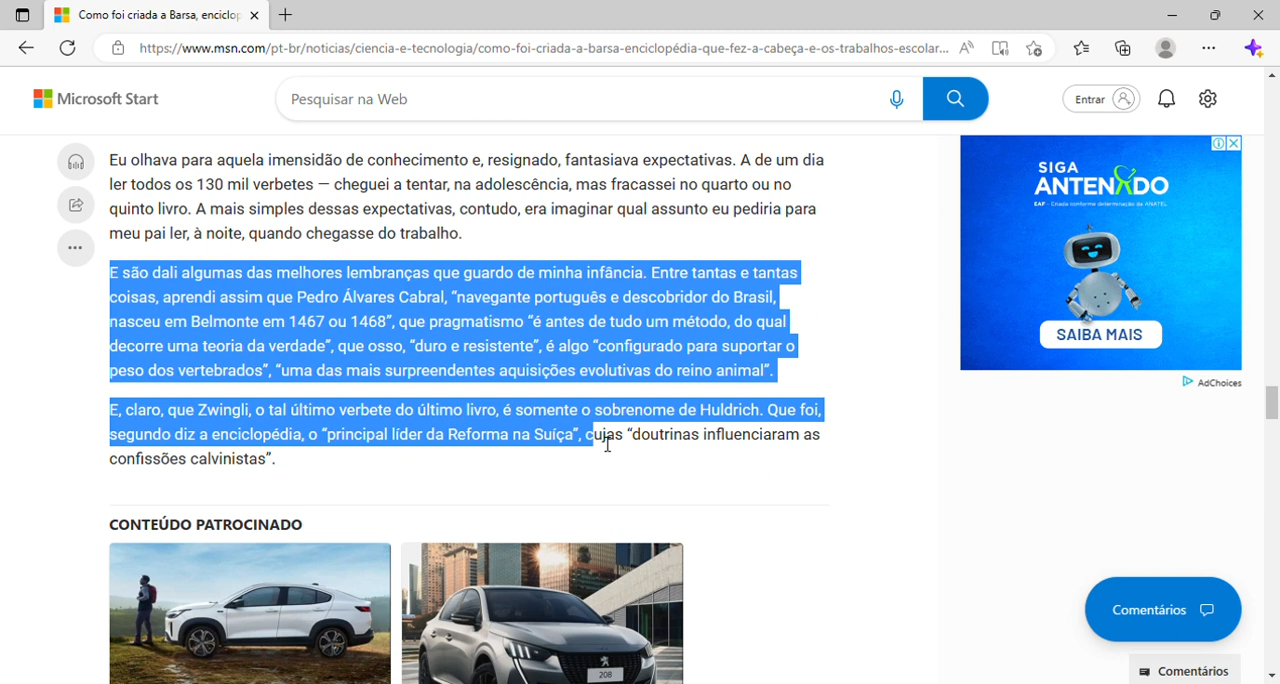 Como foi criada a Barsa, enciclop
https://www.msn.com/pt-br/noticias/ciencia-e-tecnologia/como-foi-criada-a-barsa-enciclopédia-que-fez-a-cabeça-e-os-trabalhos-escolar...
Microsoft Start
Pesquisar na Web
Entrar
Eu olhava para aquela imensidão de conhecimento e, resignado, fantasiava expectativas. A de um dia
ler todos os 130 mil verbetes — cheguei a tentar, na adolescência, mas fracassei no quarto ou no
quinto livro. A mais simples dessas expectativas, contudo, era imaginar qual assunto eu pediria para
meu pai ler, à noite, quando chegasse do trabalho.
E são dali algumas das melhores lembranças que guardo de minha infância. Entre tantas e tantas
coisas, aprendi assim que Pedro Álvares Cabral, “navegante português e descobridor do Brasil,
nasceu em Belmonte em 1467 ou 1468”, que pragmatismo “é antes de tudo um método, do qual
decorre uma teoria da verdade”, que osso, “duro e resistente”, é algo “configurado para suportar o
peso dos vertebrados”, “uma das mais surpreendentes aquisições evolutivas do reino animal”.
E, claro, que Zwingli, o tal último verbete do último livro, é somente o sobrenome de Huldrich. Que foi,
segundo diz a enciclopédia, o “principal líder da Reforma na Suíça”, cujas “doutrinas influenciaram as
confissões calvinistas”.
SIGA
ANTENADO
EAF - Criada conforme determinação da ANATEL
SAIBA MAIS
AdChoices
CONTEÚDO PATROCINADO
208
Comentários
Comentários